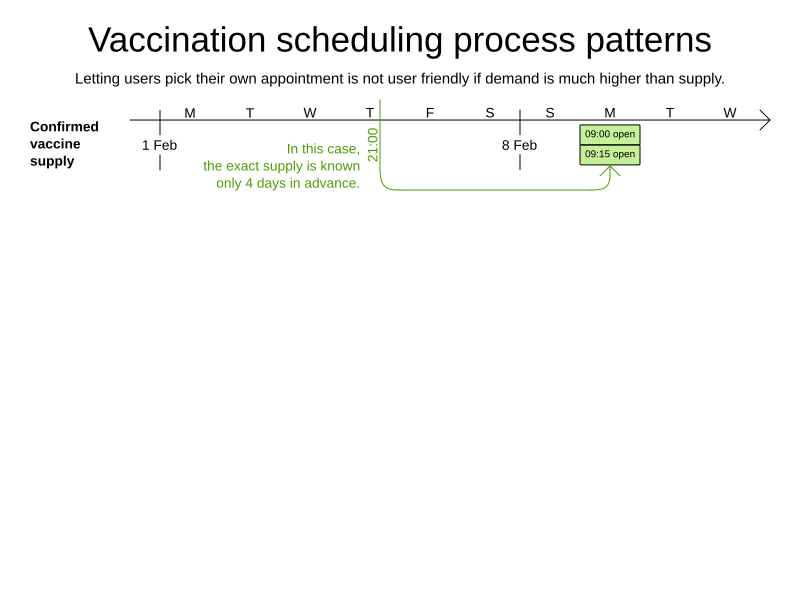 Vaccination scheduling process patterns
Letting users pick their own appointment is not user friendly if demand is much higher than supply.
M T W T F S S M T W
Confirmed
vaccine
supply
1 Feb
In this case,
the exact supply is known
only 4 days in advance.
21:00
8 Feb
09:00 open
09:15 open